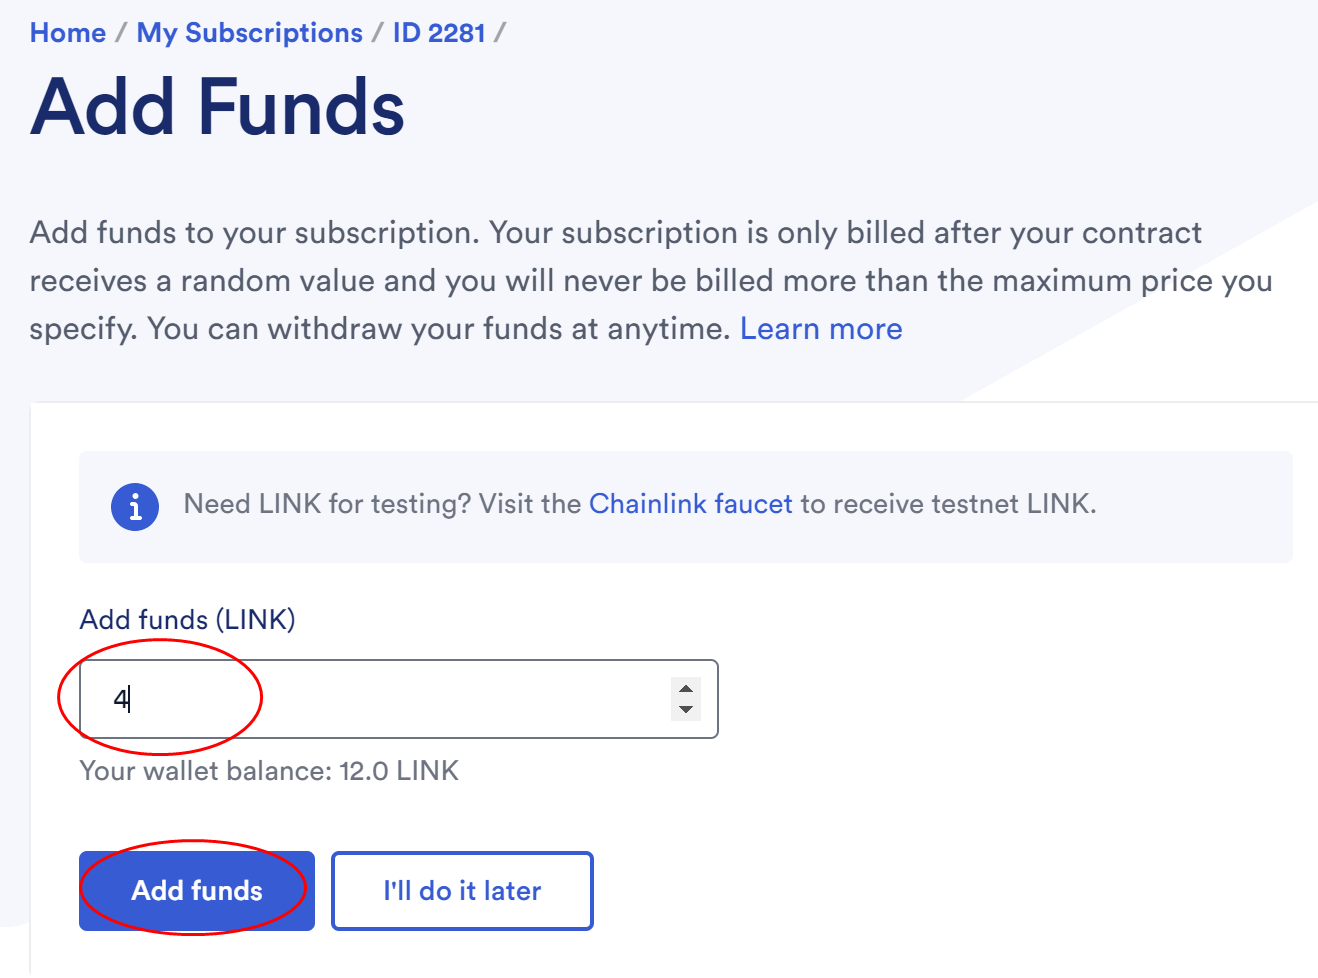 Home / My Subscriptions / ID 2281 /
Add Funds
Add funds to your subscription. Your subscription is only billed after your contract
receives a random value and you will never be billed more than the maximum price you
specify. You can withdraw your funds at anytime. Learn more
Need LINK for testing? Visit the Chainlink faucet to receive testnet LINK.
Add funds (LINK)
4
Your wallet balance: 12.0 LINK
Add funds I'll do it later